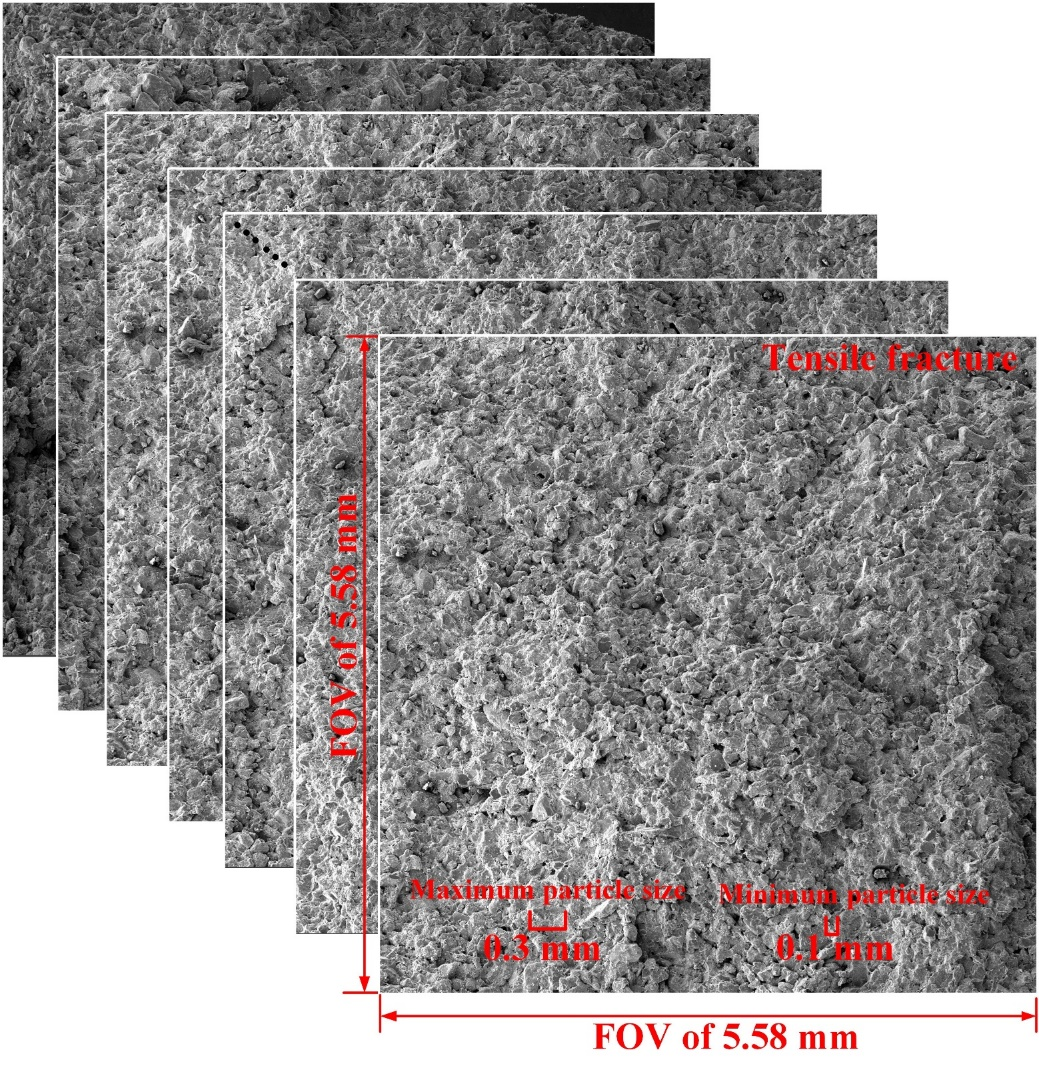 Tensile fracture
FOV of 5.58 mm
Maximum particle size
0.3 mm
Minimum particle size
0.1 mm
FOV of 5.58 mm